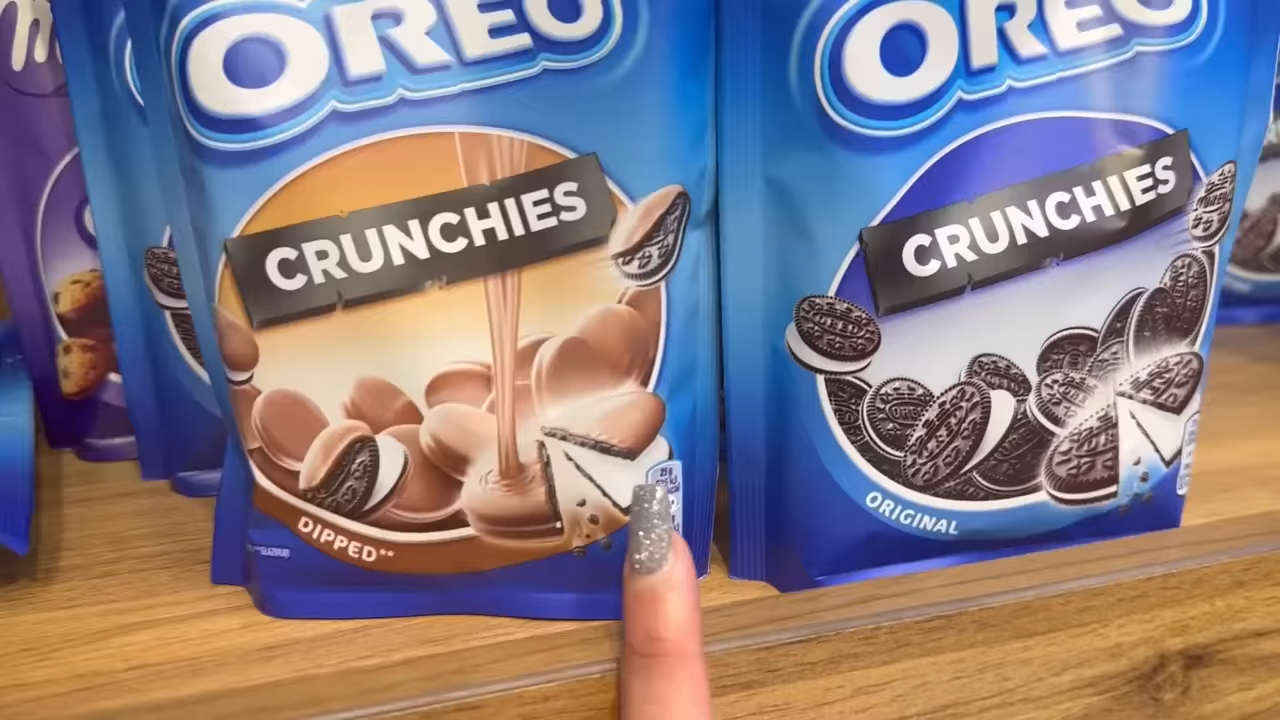 OREO
CRUNCHIES
DIPPED**
OREO
CRUNCHIES
ORIGINAL